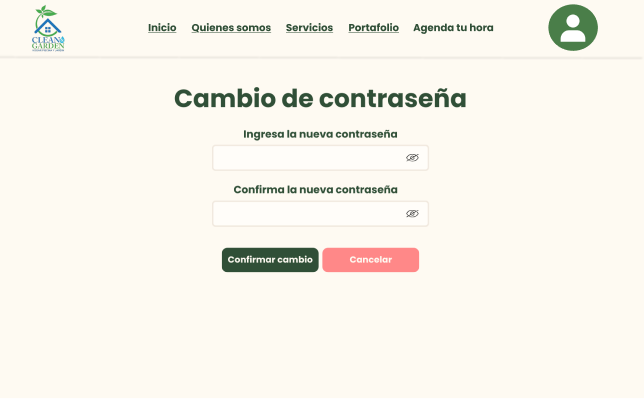 CLEAN
GARDEN
Inicio Quienes somos Servicios Portafolio Agenda tu hora
Cambio de contraseña
Ingresa la nueva contraseña
Confirma la nueva contraseña
Confirmar cambio Cancelar